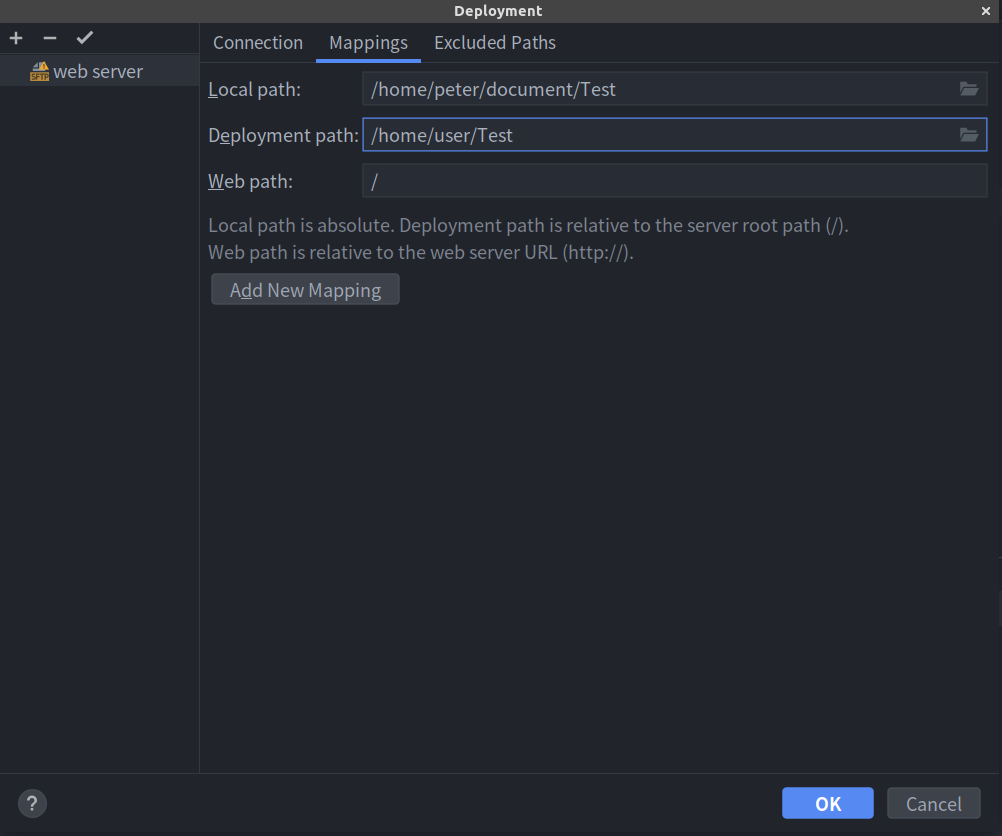 Deployment
web server
SFTP
Connection Mappings Excluded Paths
Local path: /home/peter/document/Test
Deployment path: /home/user/Test
Web path: /
Local path is absolute. Deployment path is relative to the server root path (/).
Web path is relative to the web server URL (http://).
Add New Mapping
? OK Cancel